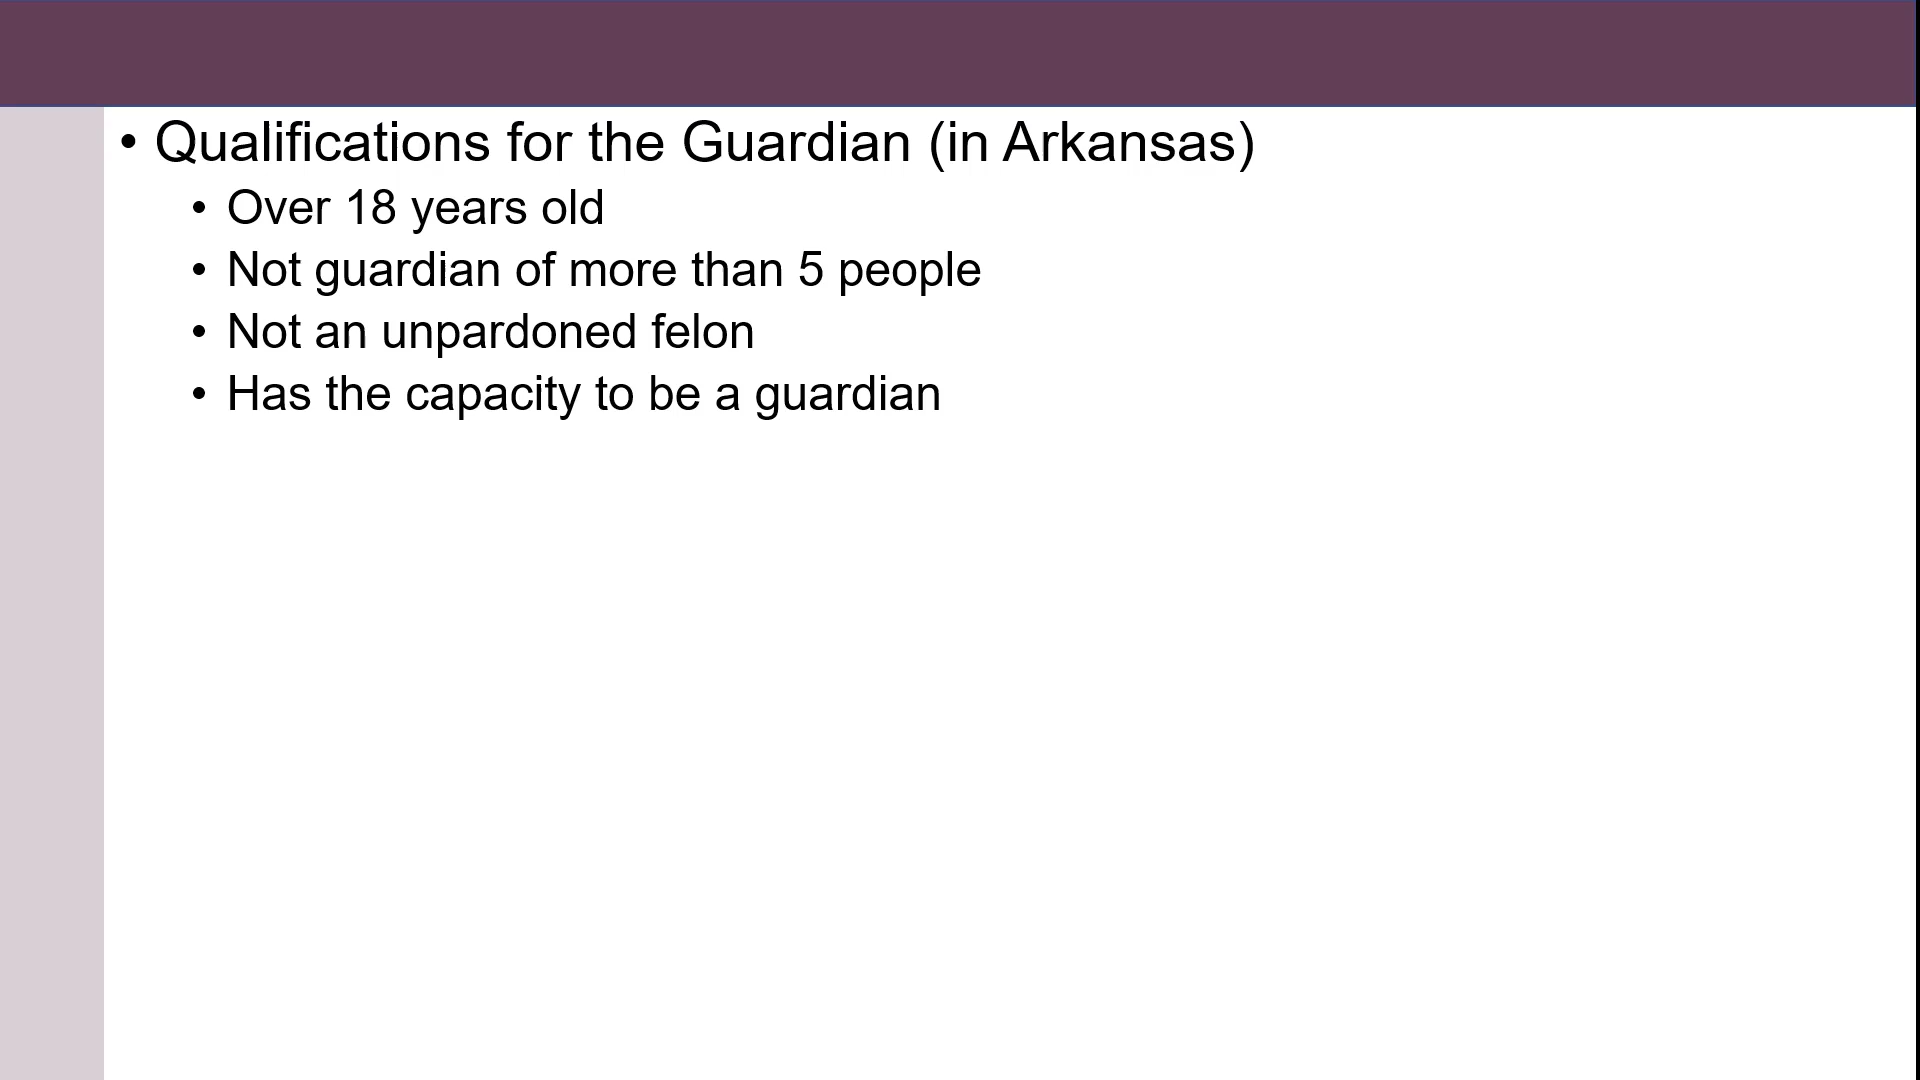 • Qualifications for the Guardian (in Arkansas)
• Over 18 years old
• Not guardian of more than 5 people
• Not an unpardoned felon
• Has the capacity to be a guardian